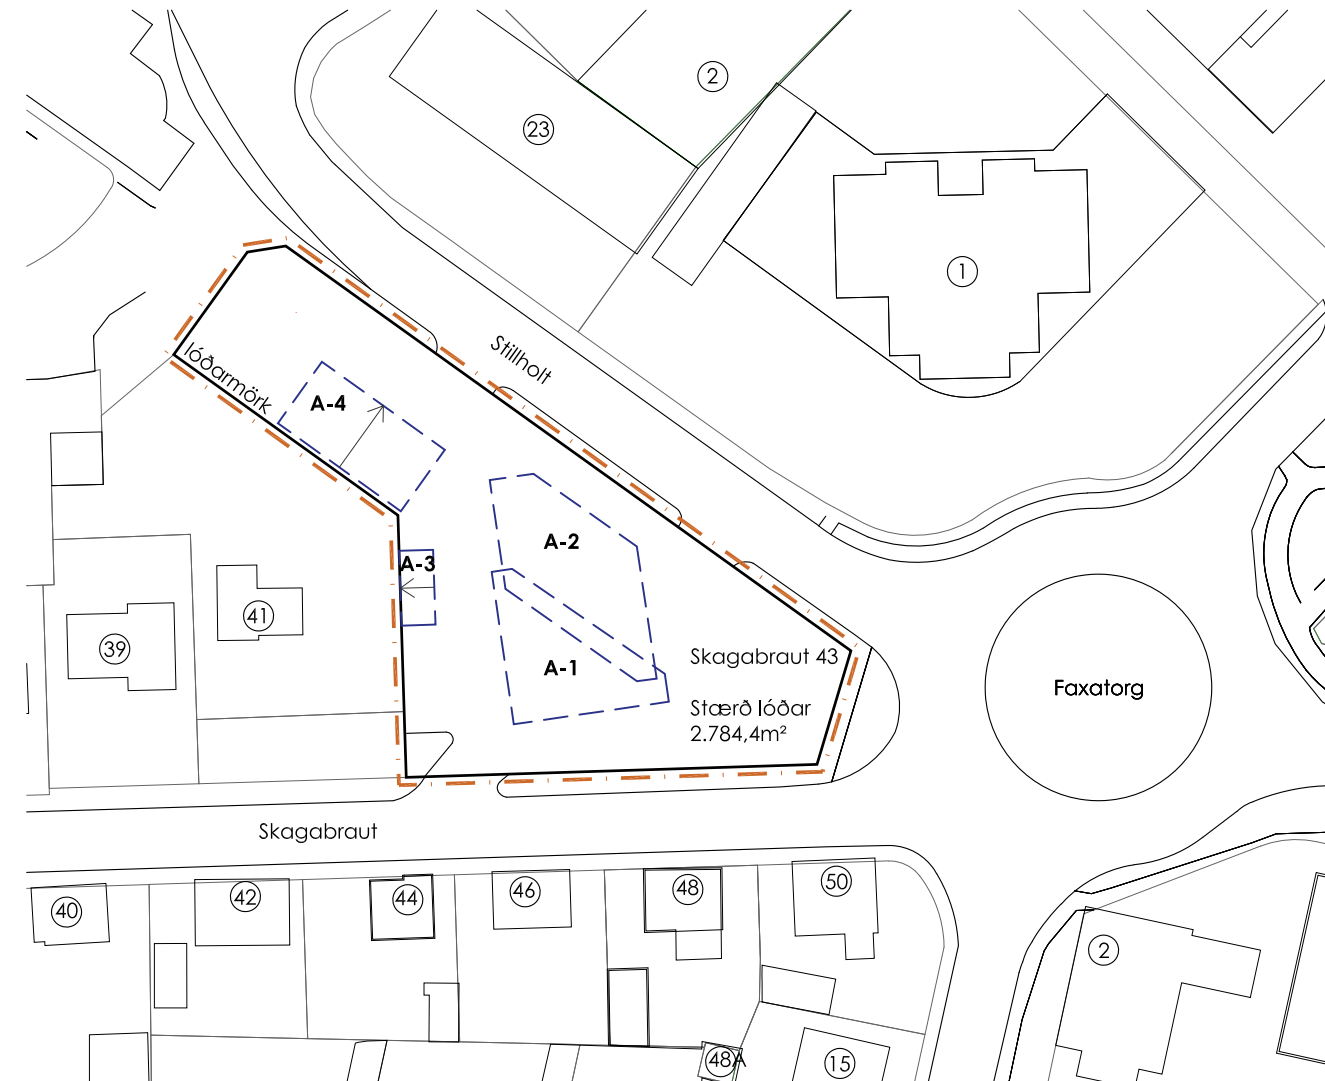 2
23
1
Stillholt
lóðarmörk
A-4
A-2
A-3
41
39
A-1
Skagabraut 43
Stærð lóðar
2.784,4m²
Faxatorg
Skagabraut
40
42
44
46
48
50
2
48A
15